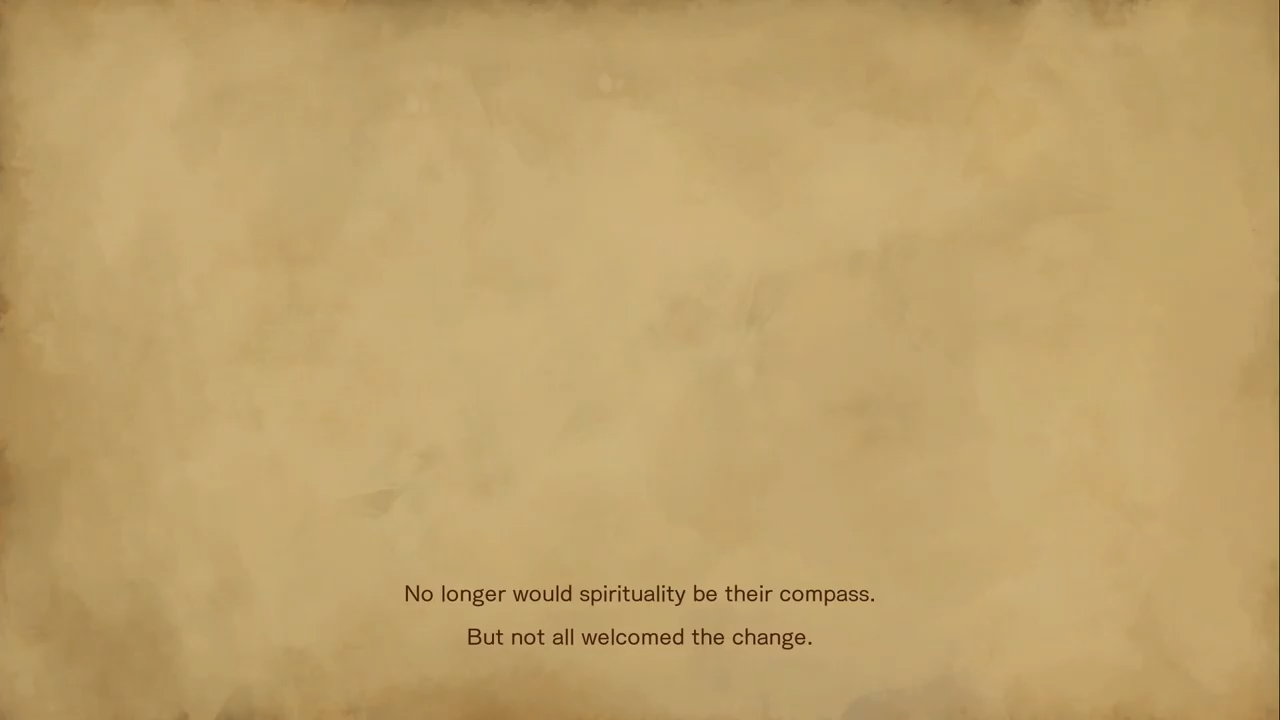 No longer would spirituality be their compass.
But not all welcomed the change.